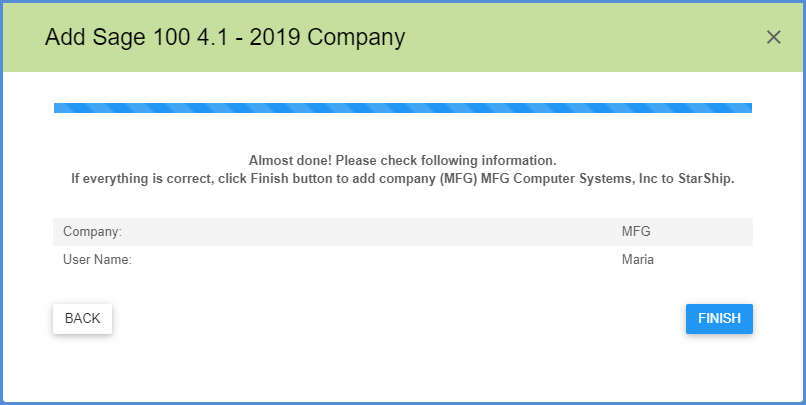 Add Sage 100 4.1 - 2019 Company
Almost done! Please check following information.
If everything is correct, click Finish button to add company (MFG) MFG Computer Systems, Inc to StarShip.
Company: MFG
User Name: Maria
BACK FINISH